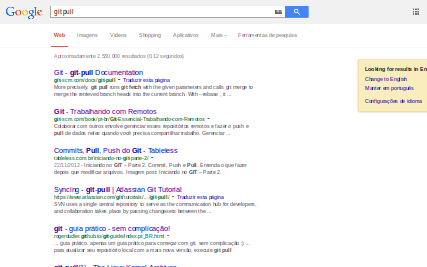 Google
git pull
Web Imagens Vídeos Shopping Aplicativos Mais Ferramentas de pesquisa
Aproximadamente 2.550.000 resultados (0,12 segundos)
Git - git-pull Documentation
git-scm.com/docs/git-pull Traduzir esta página
More precisely, git pull runs git fetch with the given parameters and calls git merge to
merge the retrieved branch heads into the current branch. With --rebase , it ...
Git - Trabalhando com Remotos
git-scm.com/book/pt-br/Git-Essencial-Trabalhando-com-Remotos
Colaborar com outros envolve gerenciar esses repositórios remotos e fazer o push e
pull de dados neles quando você precisa compartilhar trabalho. Gerenciar ...
Commits, Pull, Push do Git - Tableless
tableless.com.br/iniciando-no-git-parte-2/
22/11/2012 - Iniciando no GIT – Parte 2. Commit, Push e Pull. Entenda o que fazer
depois que modificar arquivos. Imagem post: Iniciando no GIT – Parte 2.
Syncing - git-pull | Atlassian Git Tutorial
https://www.atlassian.com/git/tutorials/.../git-pull/ Traduzir esta página
SVN uses a single central repository to serve as the communication hub for developers,
and collaboration takes place by passing changesets between the ...
git - guia prático - sem complicação!
rogerdudler.github.io/git-guide/index.pt_BR.html
... guia prático. apenas um guia prático para começar com git. sem complicação ;) ...
para atualizar seu repositório local com a mais nova versão, execute git pull
git-pull(1) - The Linux Kernel Archives
Looking for results in En
Change to English
Manter em português
Configurações de idioma